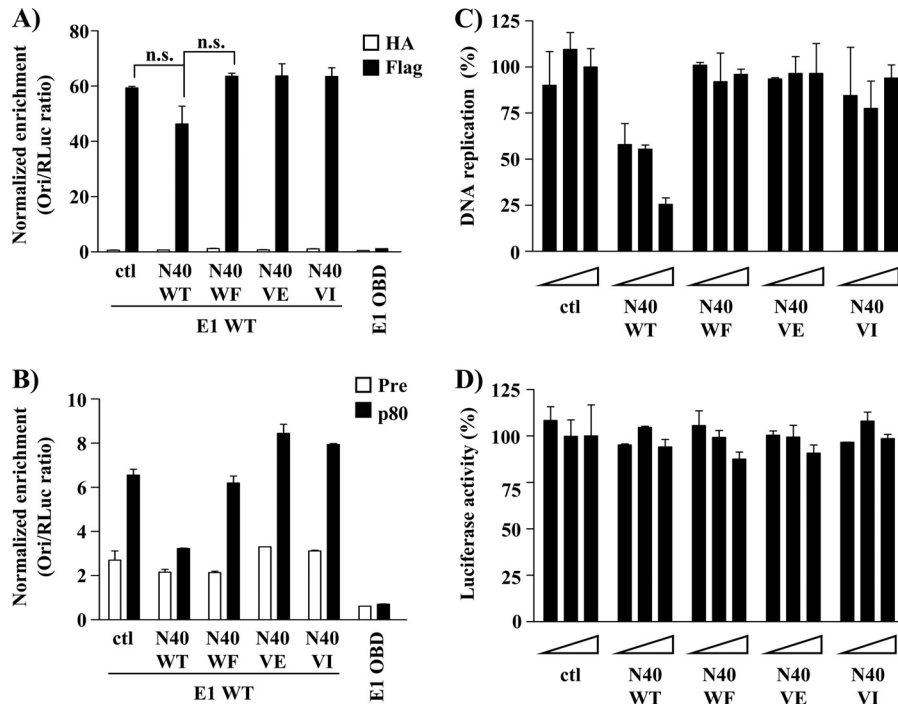 A)
Normalized enrichment
(Ori/RLuc ratio)
80
60
40
20
0
n.s.
n.s.
HA
Flag
ctl
N40 WT
N40 WF
N40 VE
N40 VI
E1 OBD
E1 WT
B)
Normalized enrichment
(Ori/RLuc ratio)
10
8
6
4
2
0
Pre
p80
ctl
N40 WT
N40 WF
N40 VE
N40 VI
E1 OBD
E1 WT
C)
DNA replication (%)
125
100
75
50
25
0
ctl
N40 WT
N40 WF
N40 VE
N40 VI
D)
Luciferase activity (%)
125
100
75
50
25
0
ctl
N40 WT
N40 WF
N40 VE
N40 VI